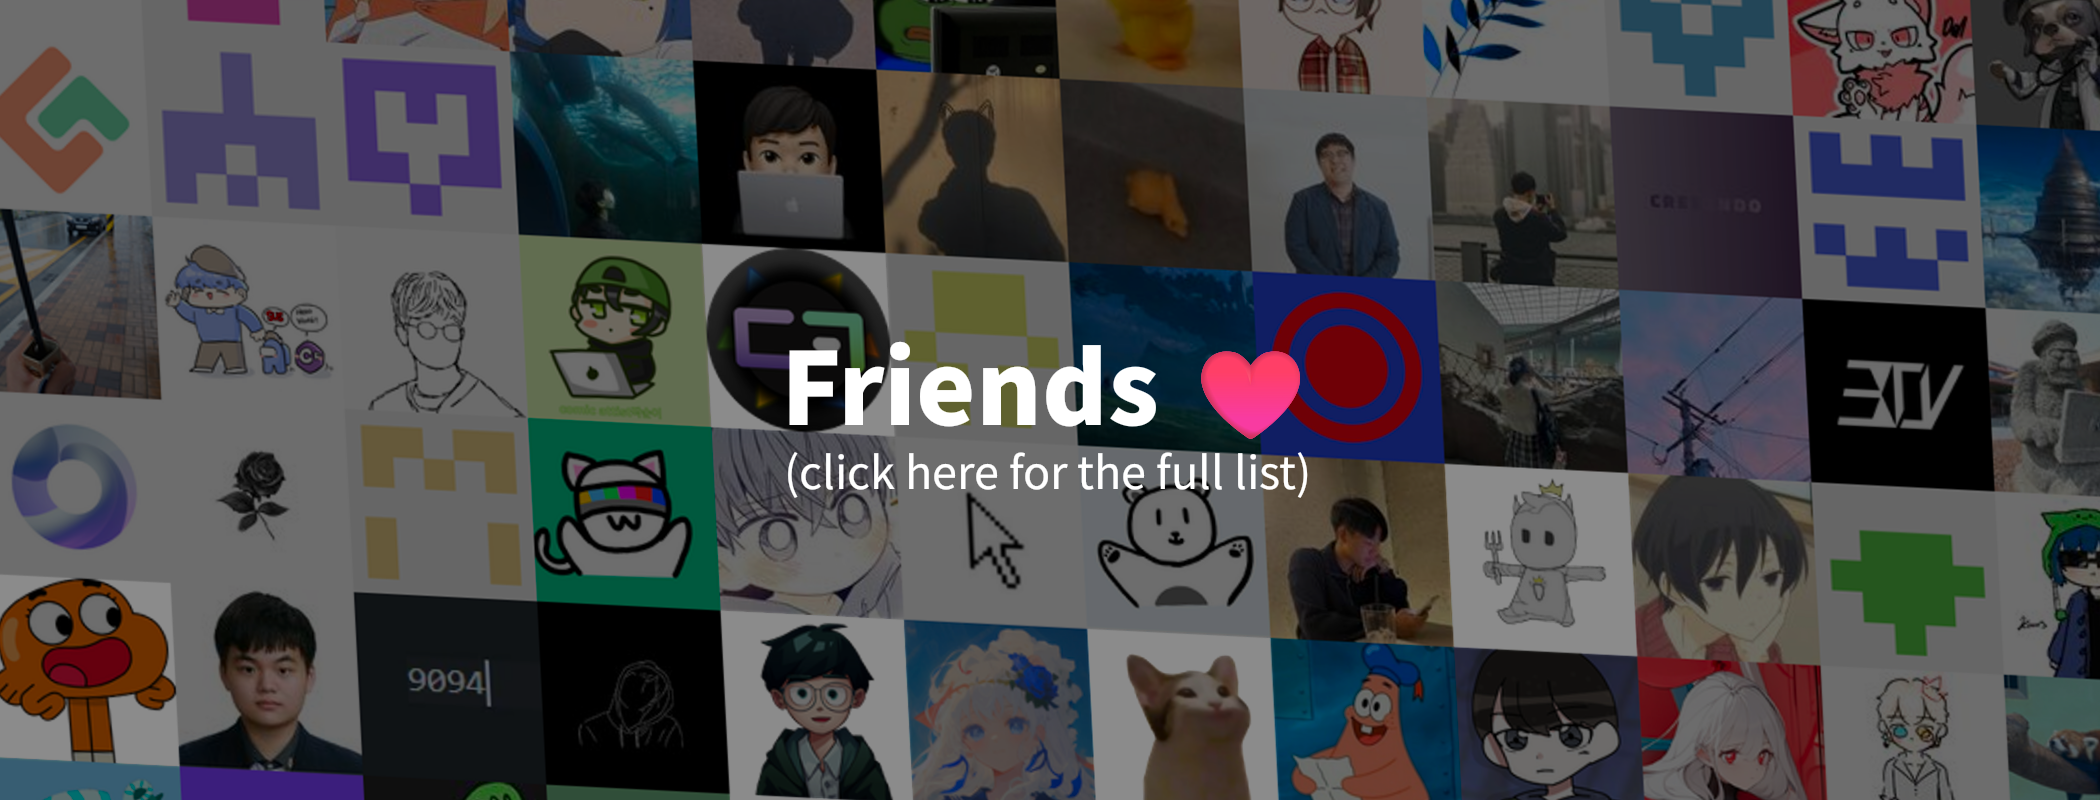 Friends ❤
(click here for the full list)
9094